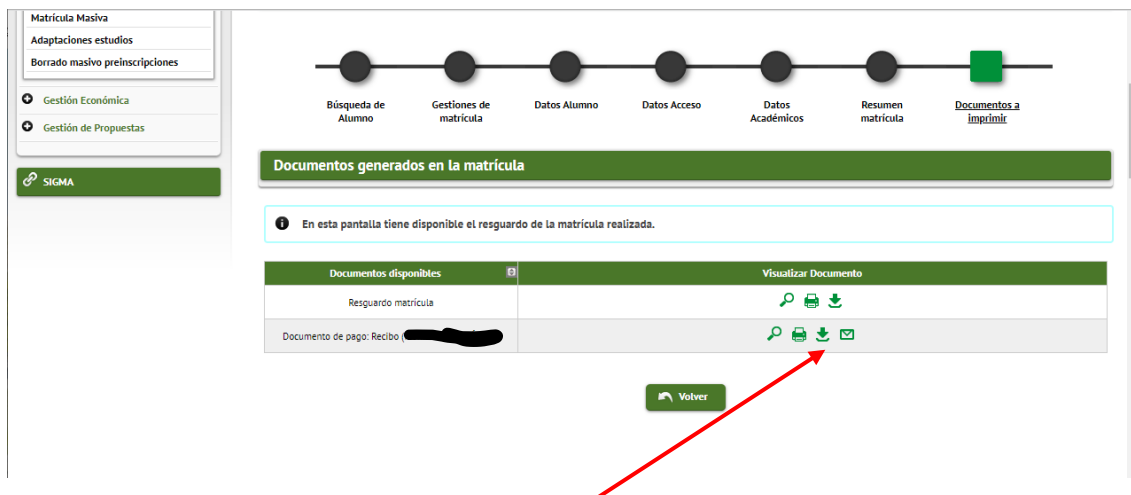 Matrícula Masiva
Adaptaciones estudios
Borrado masivo preinscripciones
Gestión Económica
Gestión de Propuestas
SIGMA
Búsqueda de
Alumno
Gestiones de
matrícula
Datos Alumno
Datos Acceso
Datos
Académicos
Resumen
matrícula
Documentos a
imprimir
Documentos generados en la matrícula
En esta pantalla tiene disponible el resguardo de la matrícula realizada.
Documentos disponibles
Visualizar Documento
Resguardo matrícula
Documento de pago: Recibo (
Volver